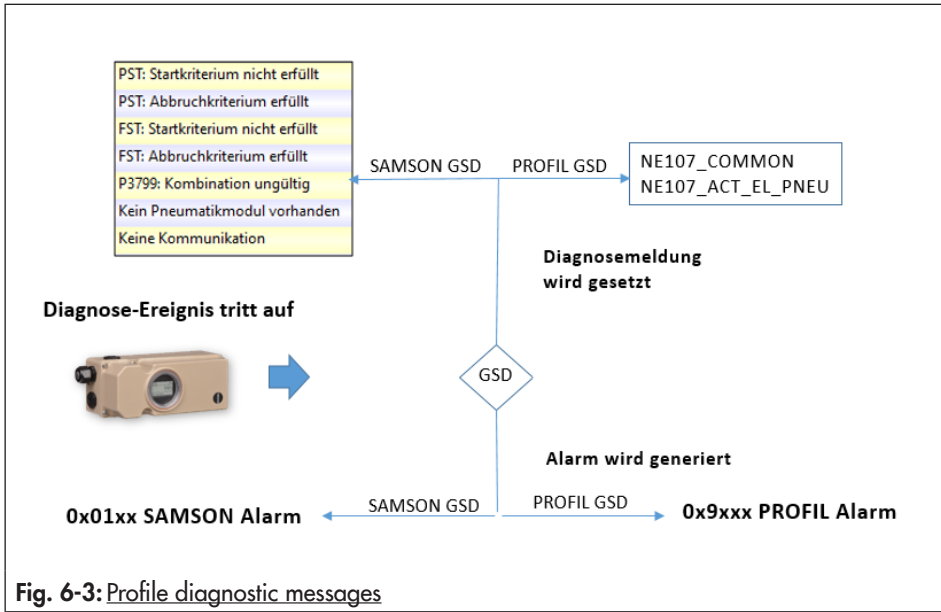 PST: Startkriterium nicht erfüllt
PST: Abbruchkriterium erfüllt
FST: Startkriterium nicht erfüllt
FST: Abbruchkriterium erfüllt
P3799: Kombination ungültig
Kein Pneumatikmodul vorhanden
Keine Kommunikation
SAMSON GSD
PROFIL GSD
NE107_COMMON
NE107_ACT_EL_PNEU
Diagnosemeldung
wird gesetzt
Diagnose-Ereignis tritt auf
GSD
Alarm wird generiert
SAMSON GSD
PROFIL GSD
0x01xx SAMSON Alarm
0x9xxx PROFIL Alarm
Fig. 6-3: Profile diagnostic messages